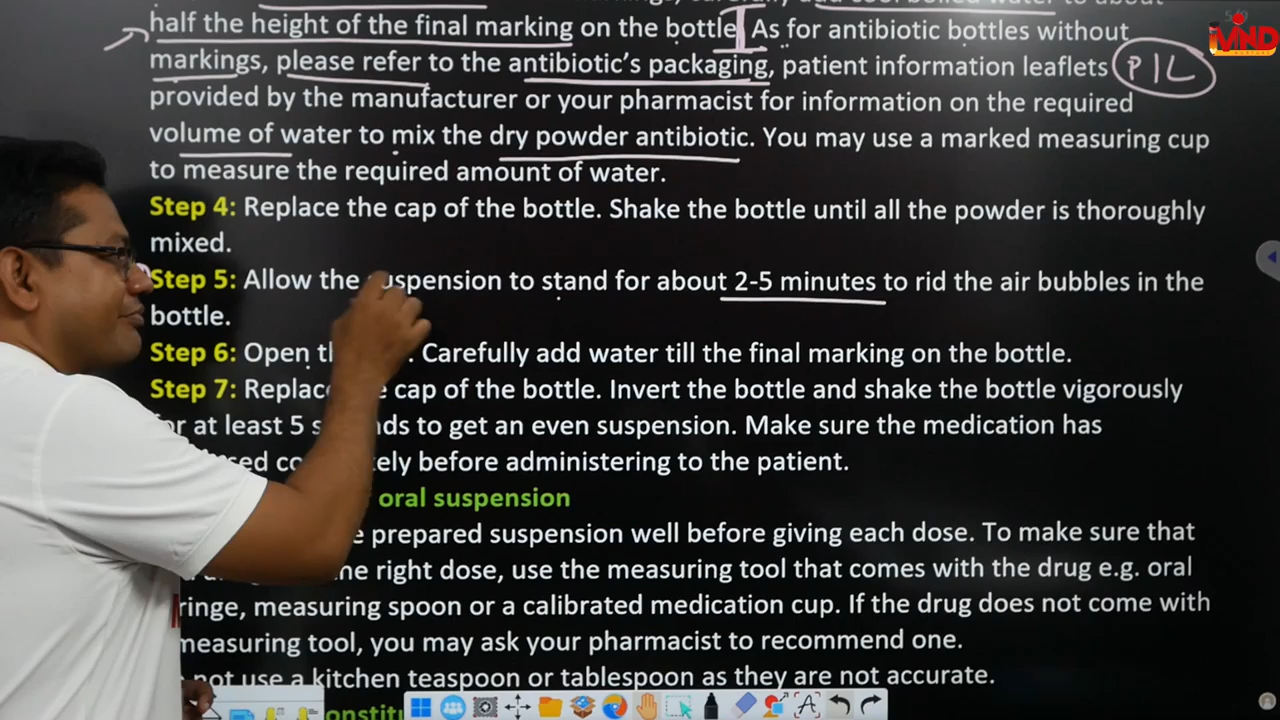 half the height of the final marking on the bottle. As for antibiotic bottles without
markings, please refer to the antibiotic's packaging, patient information leaflets PIL
provided by the manufacturer or your pharmacist for information on the required
volume of water to mix the dry powder antibiotic. You may use a marked measuring cup
to measure the required amount of water.
Step 4: Replace the cap of the bottle. Shake the bottle until all the powder is thoroughly
mixed.
Step 5: Allow the suspension to stand for about 2-5 minutes to rid the air bubbles in the
bottle.
Step 6: Open Carefully add water till the final marking on the bottle.
Step 7: Replace cap of the bottle. Invert the bottle and shake the bottle vigorously
at least 5 to get an even suspension. Make sure the medication has
before administering to the patient.
oral suspension
prepared suspension well before giving each dose. To make sure that
right dose, use the measuring tool that comes with the drug e.g. oral
measuring spoon or a calibrated medication cup. If the drug does not come with
measuring tool, you may ask your pharmacist to recommend one.
not use a kitchen teaspoon or tablespoon as they are not accurate.